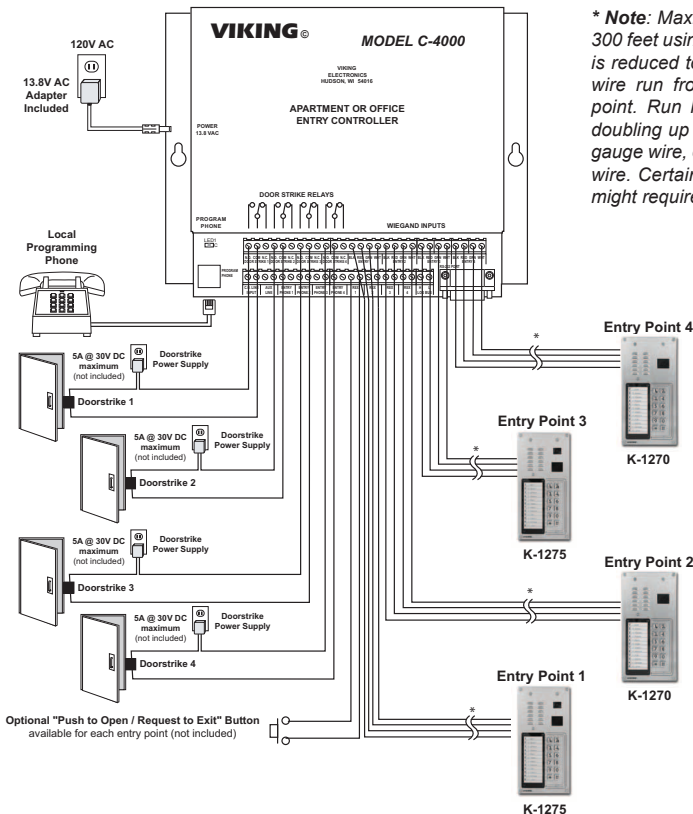 VIKING©
MODEL C-4000
VIKING
ELECTRONICS
HUDSON, WI 54016
APARTMENT OR OFFICE
ENTRY CONTROLLER
120V AC
13.8V AC
Adapter
Included
POWER
13.8 VAC
DOOR STRIKE RELAYS
PROGRAM
PHONE
WIEGAND INPUTS
LED1
PROGRAM
PHONE
Local
Programming
Phone
* Note: Max
300 feet usin
is reduced to
wire run fro
point. Run
doubling up
gauge wire,
wire. Certai
might require
5A @ 30V DC
maximum
(not included)
Doorstrike
Power Supply
Doorstrike 1
5A @ 30V DC
maximum
(not included)
Doorstrike
Power Supply
Doorstrike 2
5A @ 30V DC
maximum
(not included)
Doorstrike
Power Supply
Doorstrike 3
5A @ 30V DC
maximum
(not included)
Doorstrike
Power Supply
Doorstrike 4
Optional "Push to Open / Request to Exit" Button
available for each entry point (not included)
*
Entry Point 4
K-1270
Entry Point 3
*
K-1275
Entry Point 2
*
K-1270
Entry Point 1
*
K-1275